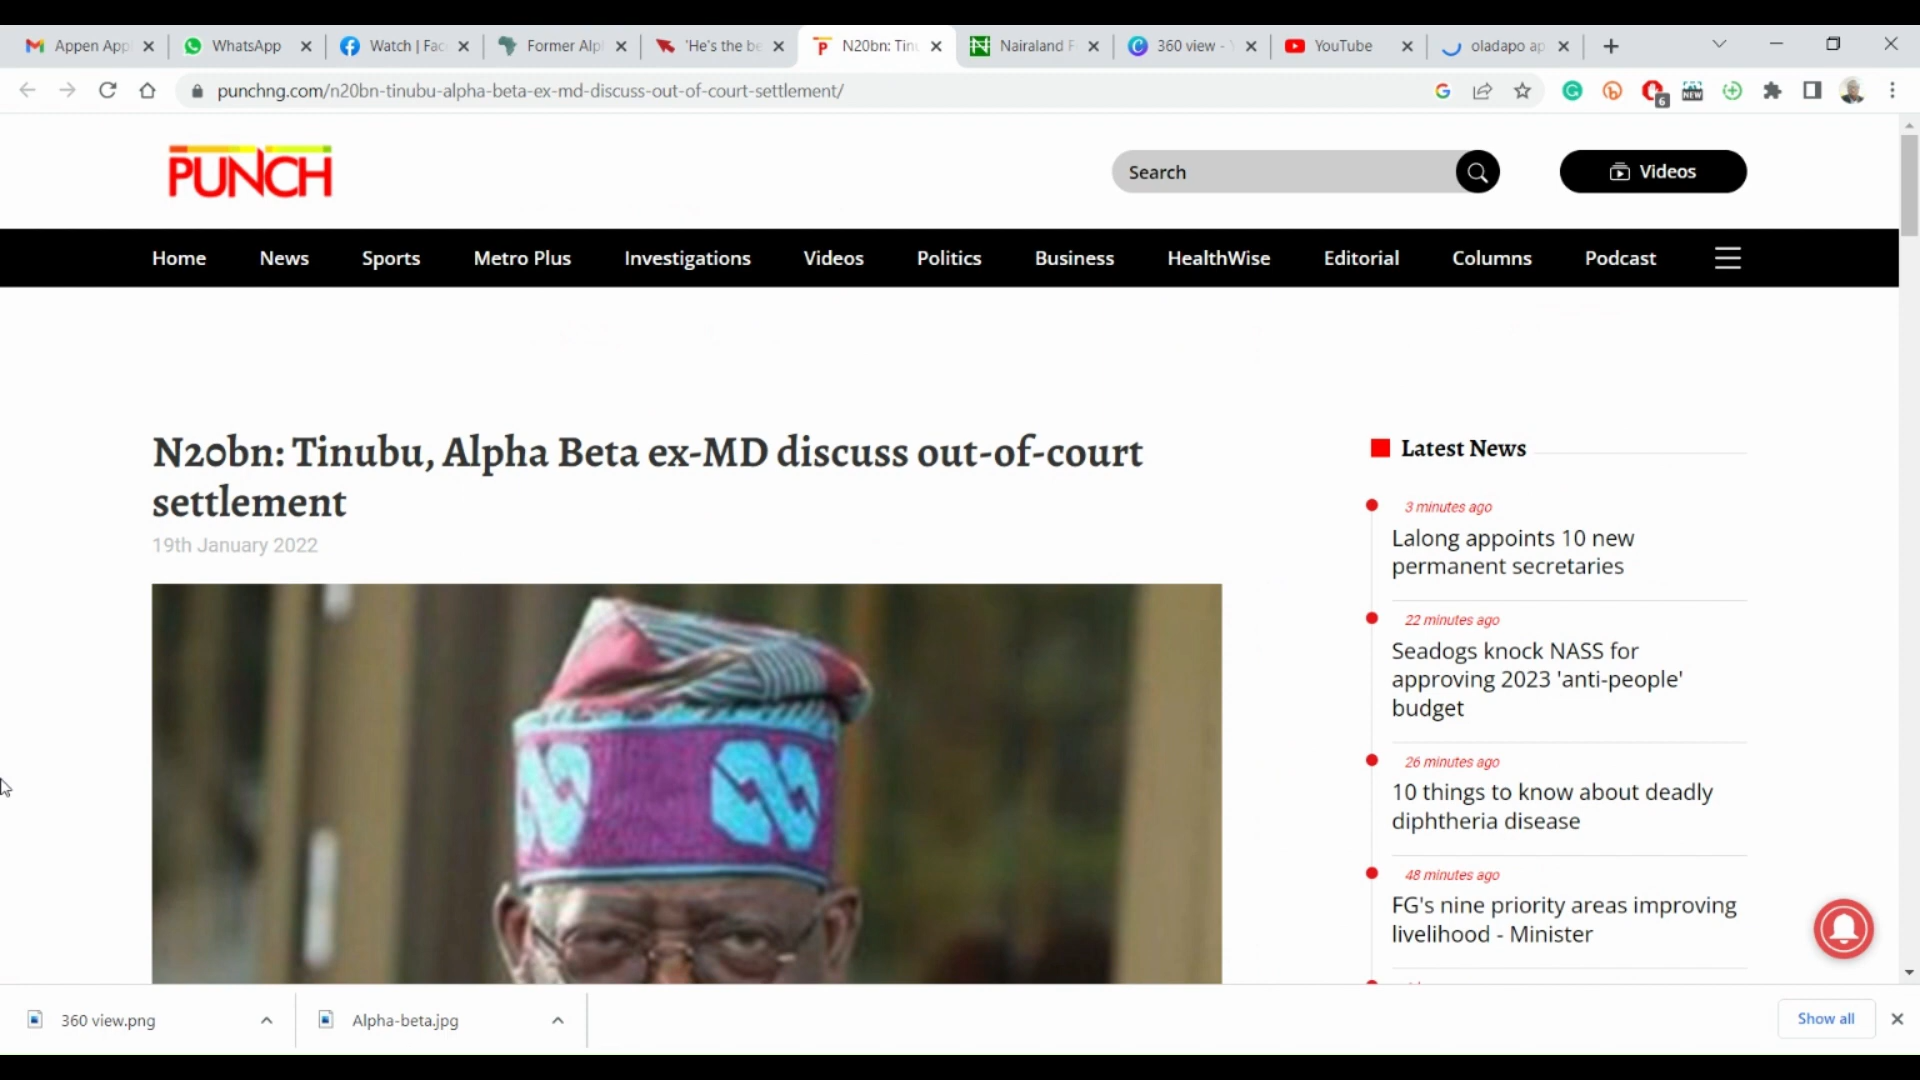 Appen App
WhatsApp
Watch | Fac
Former Alp
'He's the be
N20bn: Tin
Nairaland F
360 view -
YouTube
oladapo ap
punchng.com/n20bn-tinubu-alpha-beta-ex-md-discuss-out-of-court-settlement/
6
NEW
PUNCH
Search
Videos
Home News Sports Metro Plus Investigations Videos Politics Business HealthWise Editorial Columns Podcast
N20bn: Tinubu, Alpha Beta ex-MD discuss out-of-court
settlement
19th January 2022
Latest News
3 minutes ago
Lalong appoints 10 new
permanent secretaries
22 minutes ago
Seadogs knock NASS for
approving 2023 'anti-people'
budget
26 minutes ago
10 things to know about deadly
diphtheria disease
48 minutes ago
FG's nine priority areas improving
livelihood - Minister
360 view.png
Alpha-beta.jpg
Show all